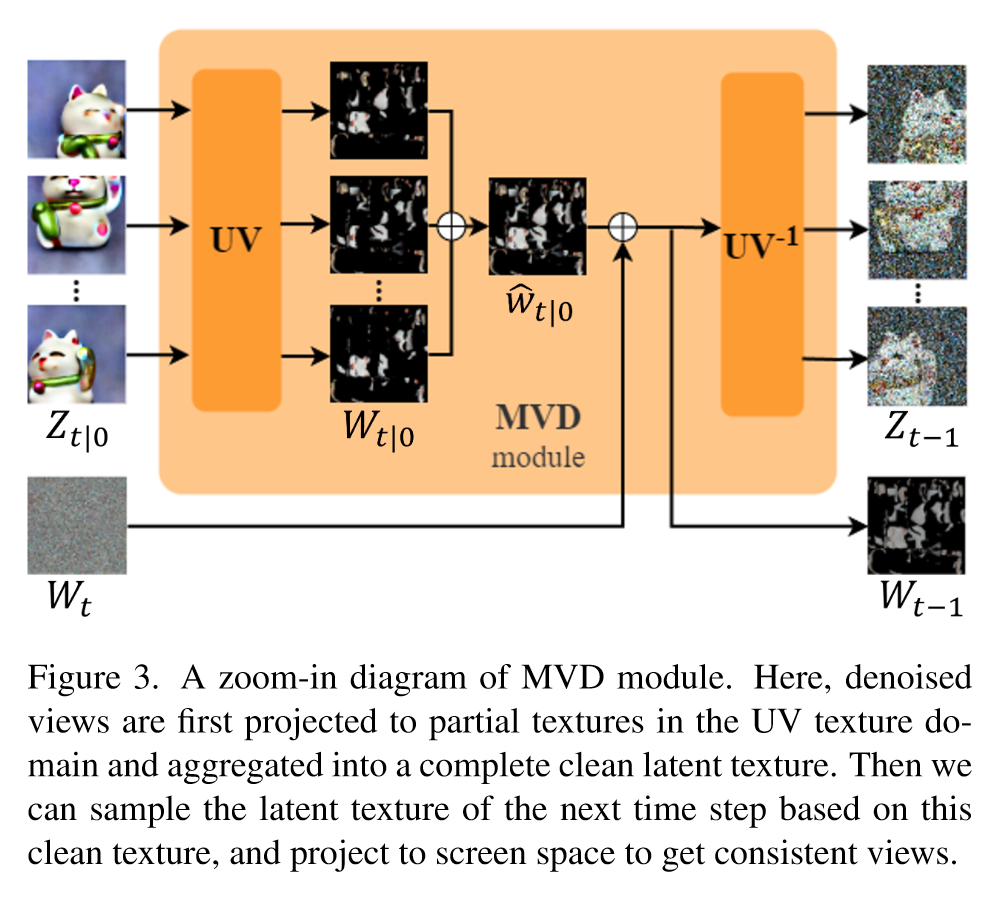 UV
UV⁻¹
ŵ_{t|0}
Z_{t|0}
W_{t|0}
MVD
module
Z_{t−1}
W_t
W_{t−1}
Figure 3. A zoom-in diagram of MVD module. Here, denoised
views are first projected to partial textures in the UV texture do-
main and aggregated into a complete clean latent texture. Then we
can sample the latent texture of the next time step based on this
clean texture, and project to screen space to get consistent views.